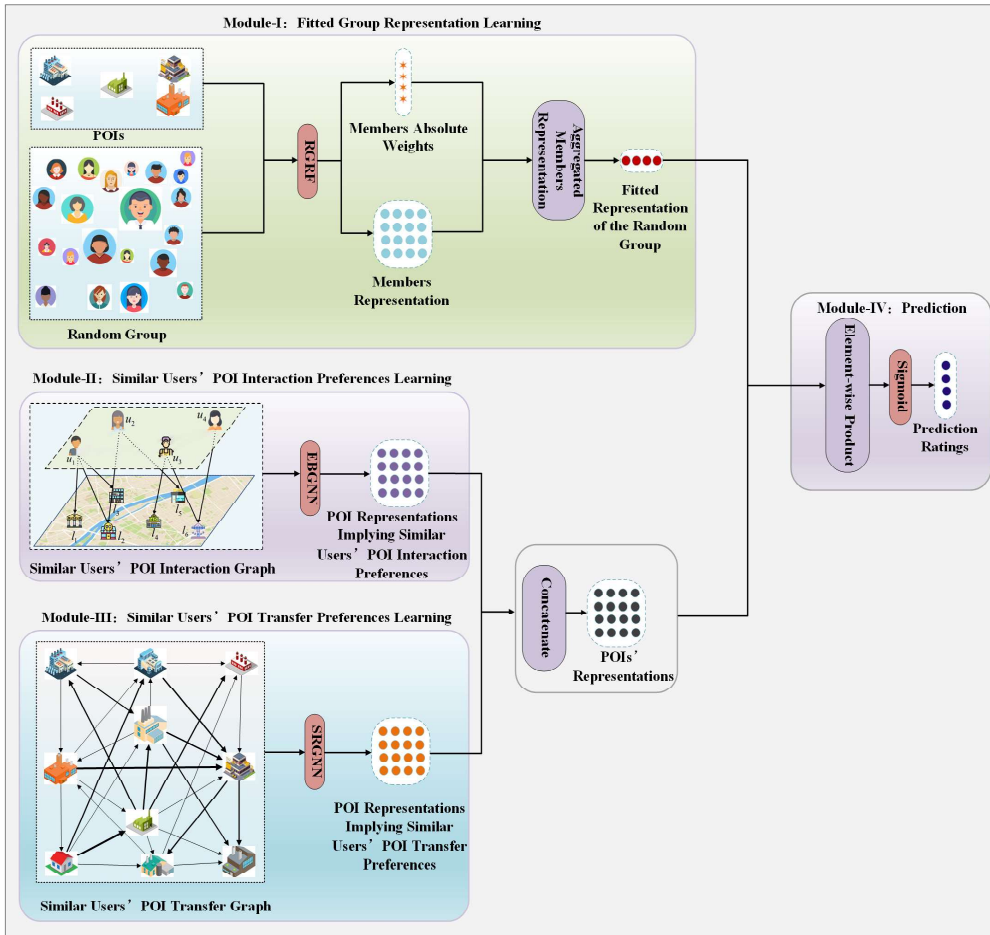 Module-I：Fitted Group Representation Learning
POIs
Random Group
RGRF
Members Absolute
Weights
Members
Representation
Aggregated
Members
Representation
Fitted
Representation
of the Random
Group
Module-II：Similar Users’ POI Interaction Preferences Learning
u1
u2
u3
u4
l1
l2
l3
l4
l5
l6
Similar Users’ POI Interaction Graph
EBGNN
POI Representations
Implying Similar
Users’ POI Interaction
Preferences
Module-III：Similar Users’ POI Transfer Preferences Learning
Similar Users’ POI Transfer Graph
SRGNN
POI Representations
Implying Similar
Users’ POI Transfer
Preferences
Concatenate
POIs’
Representations
Module-IV：Prediction
Element-wise Product
Sigmoid
Prediction
Ratings